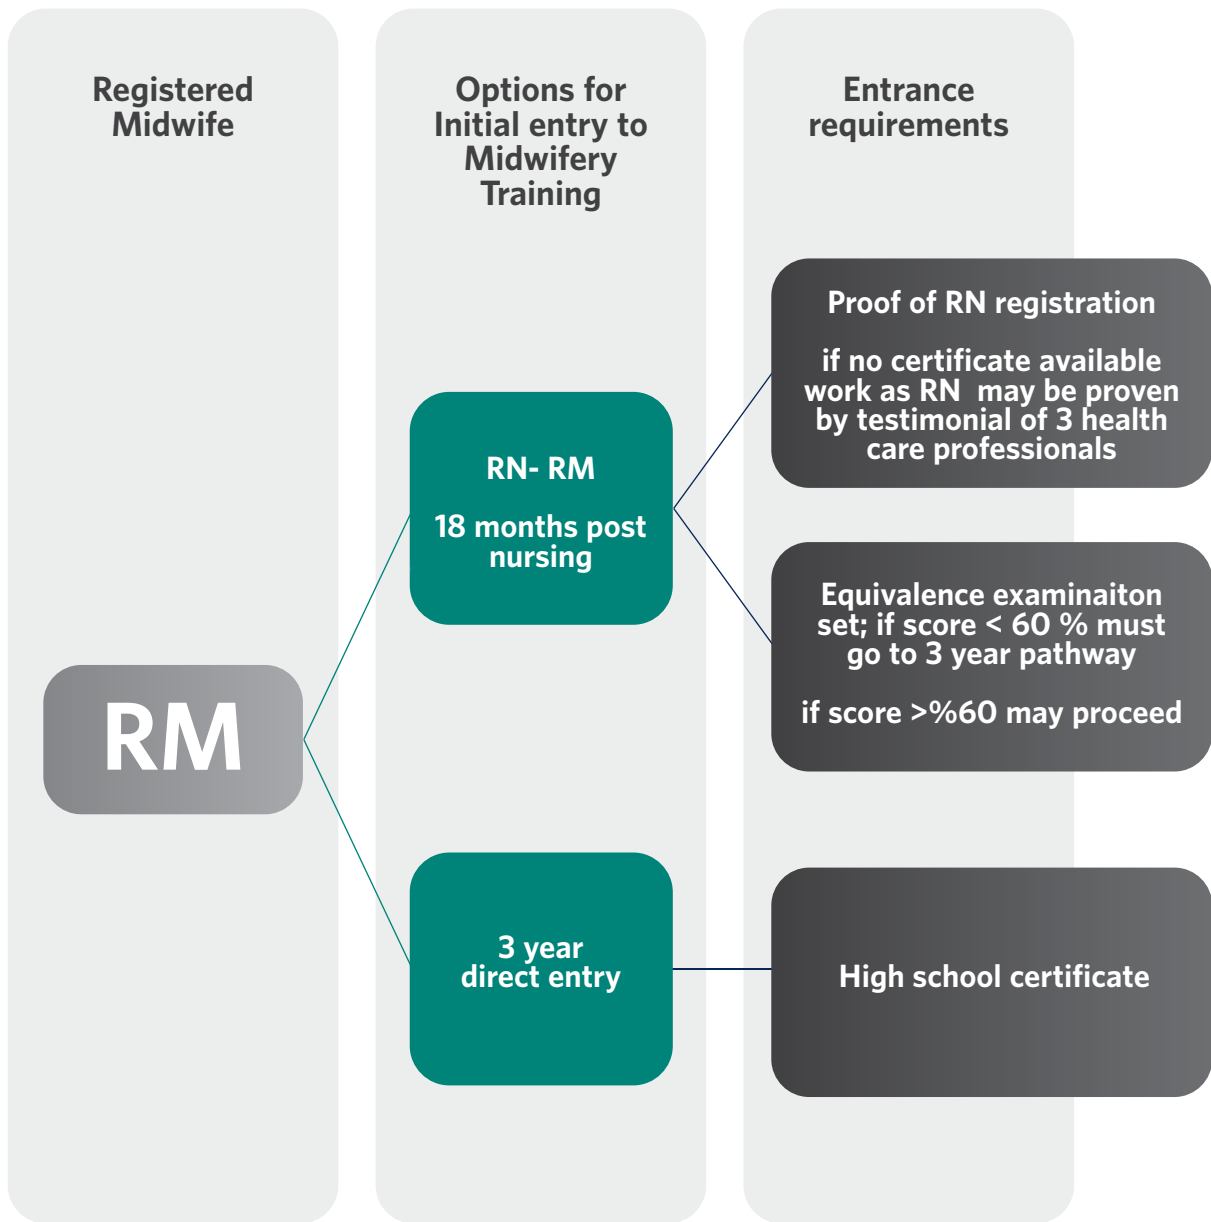 Registered
Midwife
Options for
Initial entry to
Midwifery
Training
Entrance
requirements
RM
RN- RM
18 months post
nursing
3 year
direct entry
Proof of RN registration
if no certificate available
work as RN  may be proven
by testimonial of 3 health
care professionals
Equivalence examinaiton
set; if score < 60 % must
go to 3 year pathway
if score >%60 may proceed
High school certificate